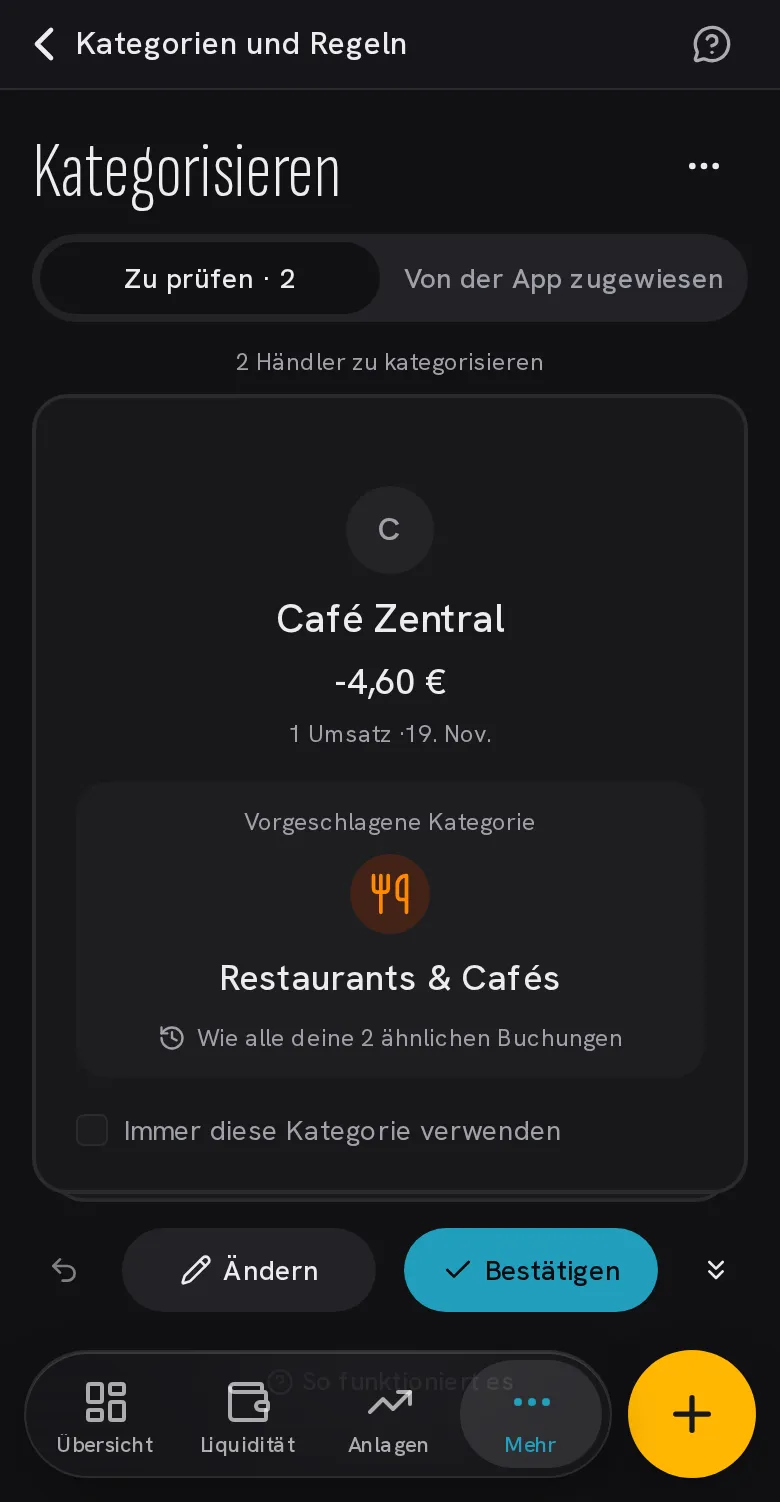 Kategorien und Regeln
Kategorisieren
Zu prüfen · 2
Von der App zugewiesen
2 Händler zu kategorisieren
C
Café Zentral
-4,60 €
1 Umsatz ·19. Nov.
Vorgeschlagene Kategorie
Restaurants & Cafés
Wie alle deine 2 ähnlichen Buchungen
Immer diese Kategorie verwenden
Ändern
Bestätigen
So funktioniert es
Übersicht
Liquidität
Anlagen
Mehr